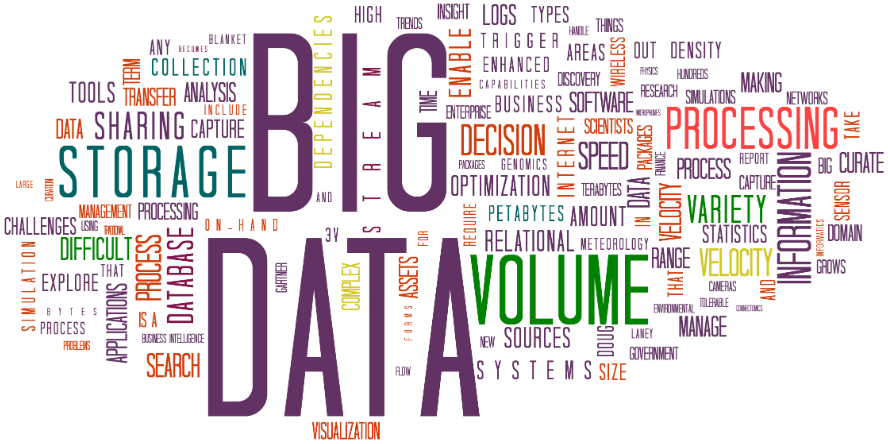 BIG
DATA
VOLUME
STORAGE
PROCESSING
HIGH
TRENDS
INSIGHT
LOGS
TYPES
HANDLE
THINGS
ANY
BECOMES
BLANKET
DEPENDENCIES
STREAM
TIME
ENABLE
TRIGGER
AREAS
WIRELESS
OUT
DENSITY
TERM
COLLECTION
ENHANCED
CAPABILITIES
DISCOVERY
PHYSICS
HUNDREDS
MAKING
TOOLS
TRANSFER
ANALYSIS
INCLUDE
ENTERPRISE
BUSINESS
SOFTWARE
RESEARCH
SIMULATIONS
NETWORKS
DATA
SHARING
CAPTURE
DECISION
INTERNET
SCIENTISTS
MICROPHONES
PACKAGES
TAKE
PACKAGES
GENOMICS
SPEED
FINANCE
PROCESS
REPORT
INFORMATION
BIG
CURATE
LARGE
CURATION
AND
OPTIMIZATION
TERABYTES
IN
DATA
CAPTURE
SENSOR
MANAGEMENT
PROCESSING
PETABYTES
AMOUNT
VELOCITY
VARIETY
CHALLENGES
USING
ON-HAND
3V
FOR
REQUIRE
RELATIONAL
METEOROLOGY
STATISTICS
INFORMATICS
DOMAIN
DIFFICULT
PROCESS
DATABASE
RANGE
VELOCITY
GROWS
SIMULATION
EXPLORE
THAT
GARTNER
COMPLEX
ASSETS
THAT
CAMERAS
AND
BYTES
APPLICATIONS
IS A
FORMS
TOLERABLE
ENVIRONMENTAL
CONNECTOMICS
PROCESS
PROBLEMS
BUSINESS INTELLIGENCE
NEW
SOURCES
DOUG
LANEY
MANAGE
SEARCH
FLOW
SYSTEMS
SIZE
GOVERNMENT
VISUALIZATION